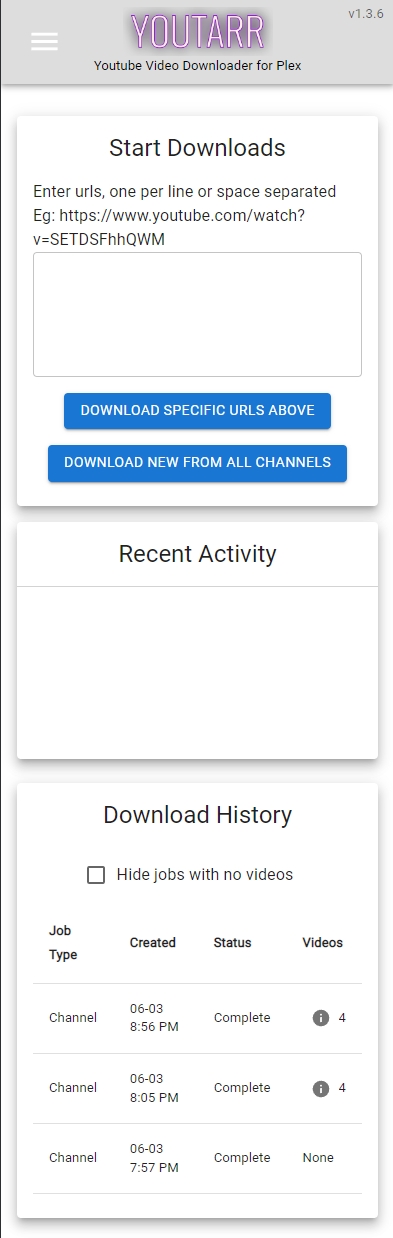 YOUTARR
v1.3.6
Youtube Video Downloader for Plex
Start Downloads
Enter urls, one per line or space separated
Eg: https://www.youtube.com/watch?
v=SETDSFhhQWM
DOWNLOAD SPECIFIC URLS ABOVE
DOWNLOAD NEW FROM ALL CHANNELS
Recent Activity
Download History
Hide jobs with no videos
Job
Type
Created
Status
Videos
Channel
06-03
8:56 PM
Complete
4
Channel
06-03
8:05 PM
Complete
4
Channel
06-03
7:57 PM
Complete
None